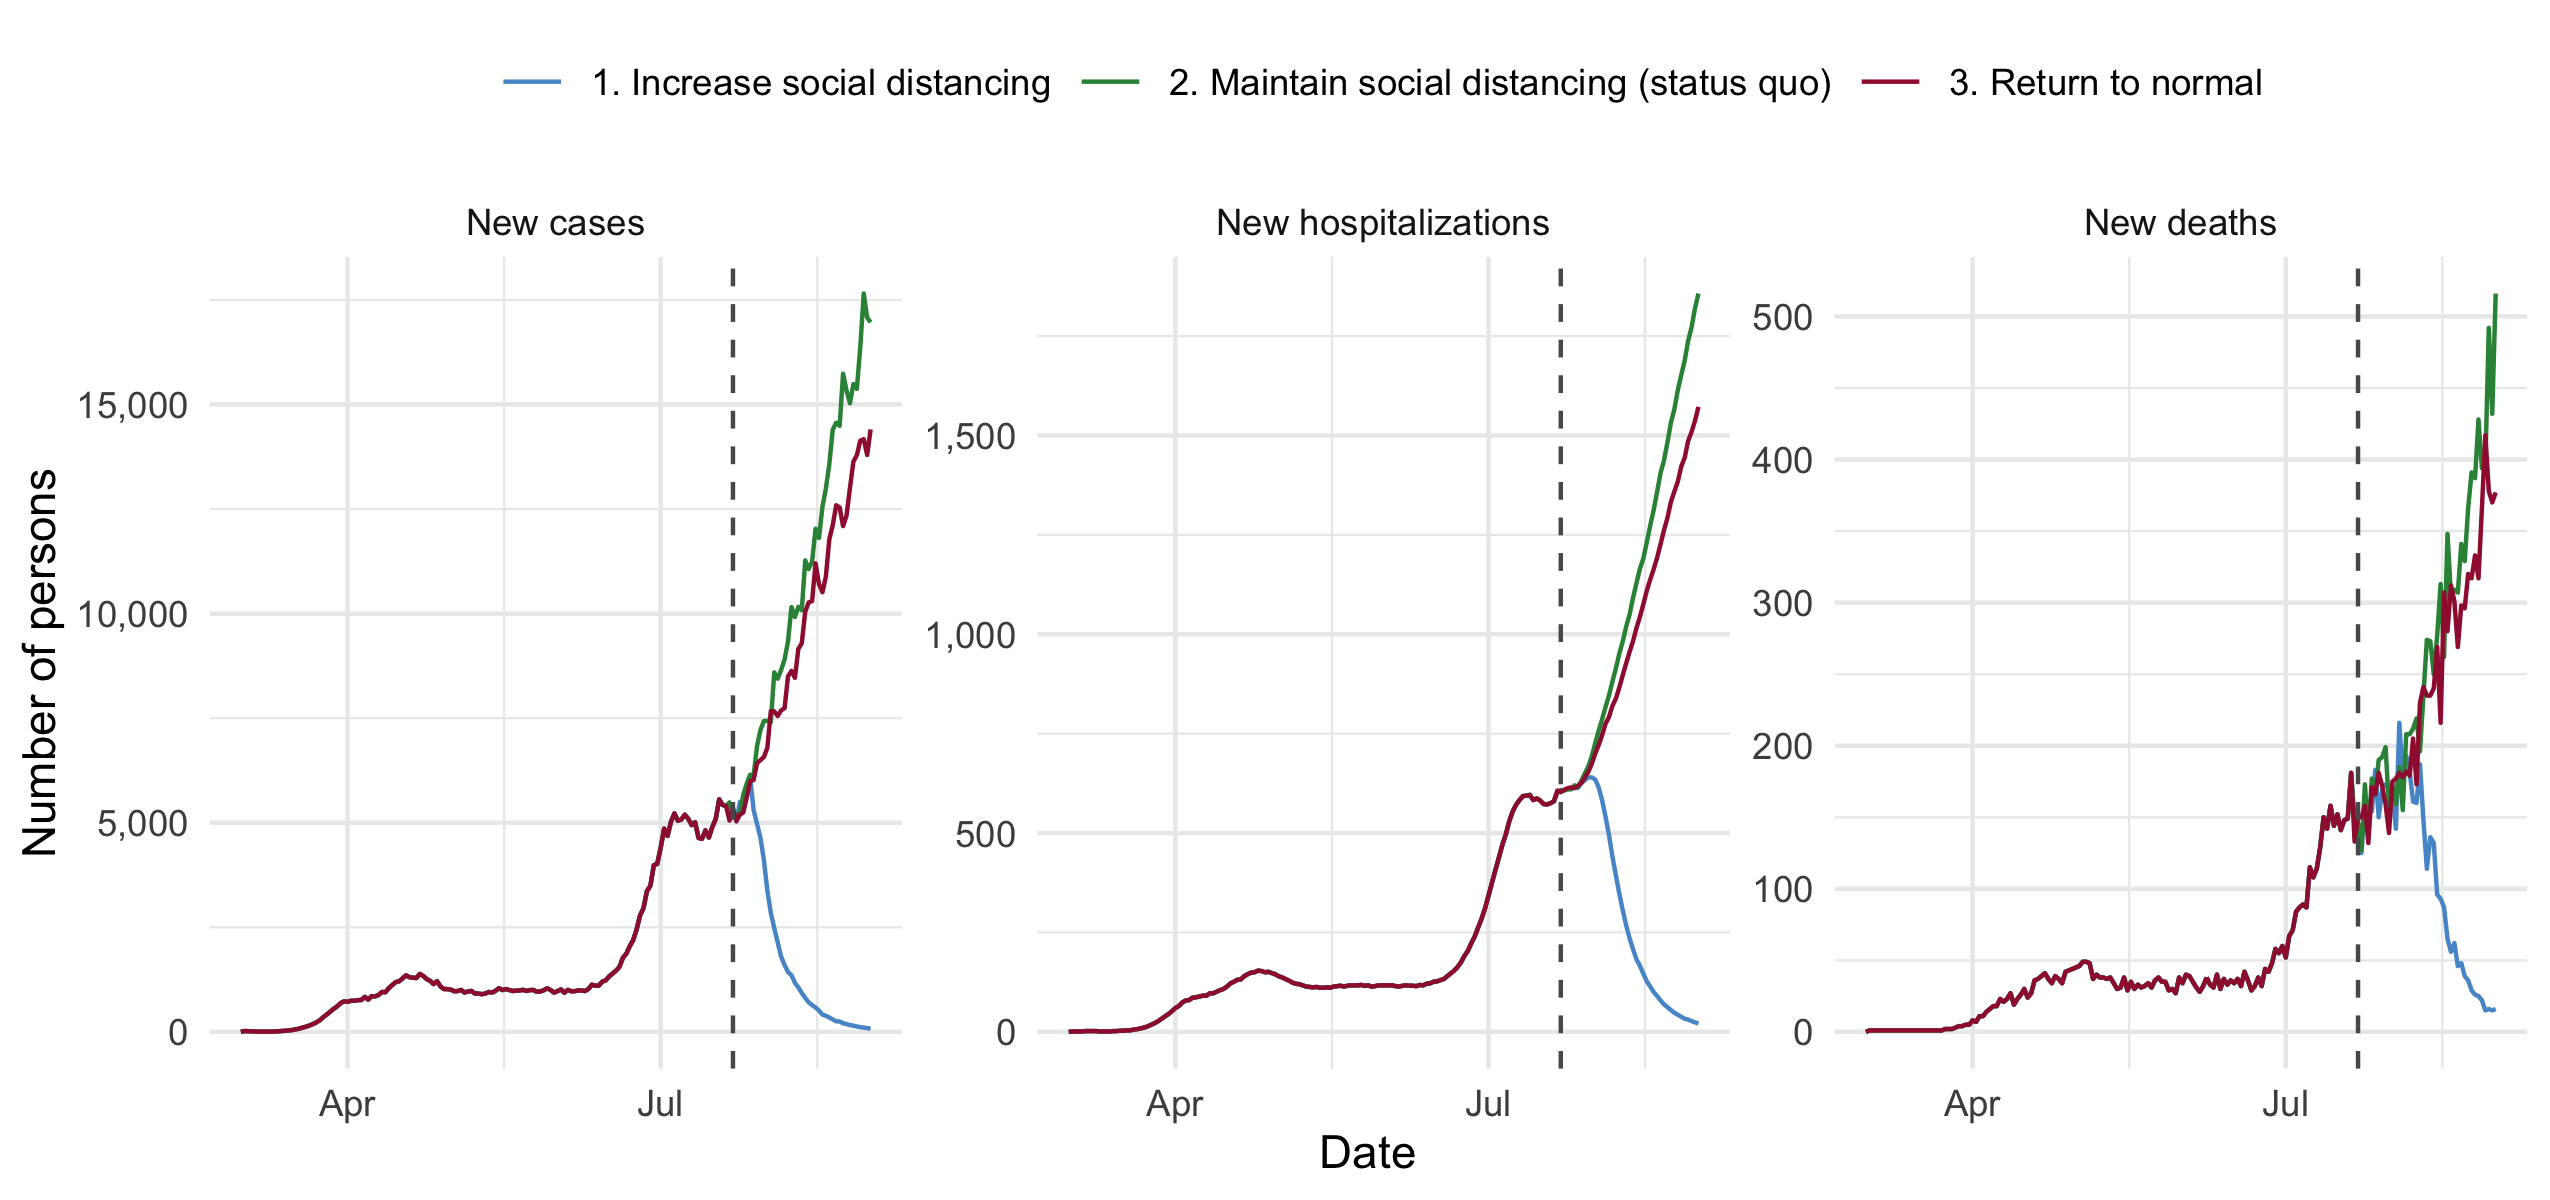 1. Increase social distancing 2. Maintain social distancing (status quo) 3. Return to normal
New cases New hospitalizations New deaths
Number of persons
15,000
10,000
5,000
0
Apr Jul
1,500
1,000
500
0
Apr Jul
500
400
300
200
100
0
Apr Jul
Date